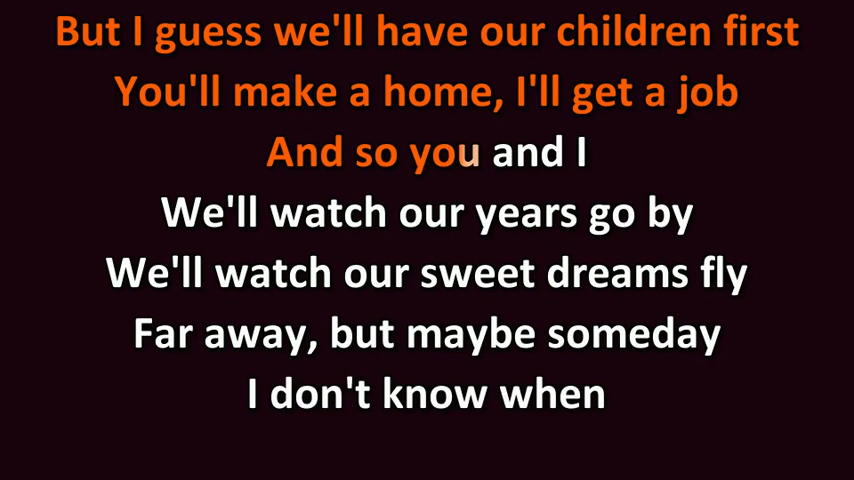 But I guess we'll have our children first
You'll make a home, I'll get a job
And so you and I
We'll watch our years go by
We'll watch our sweet dreams fly
Far away, but maybe someday
I don't know when